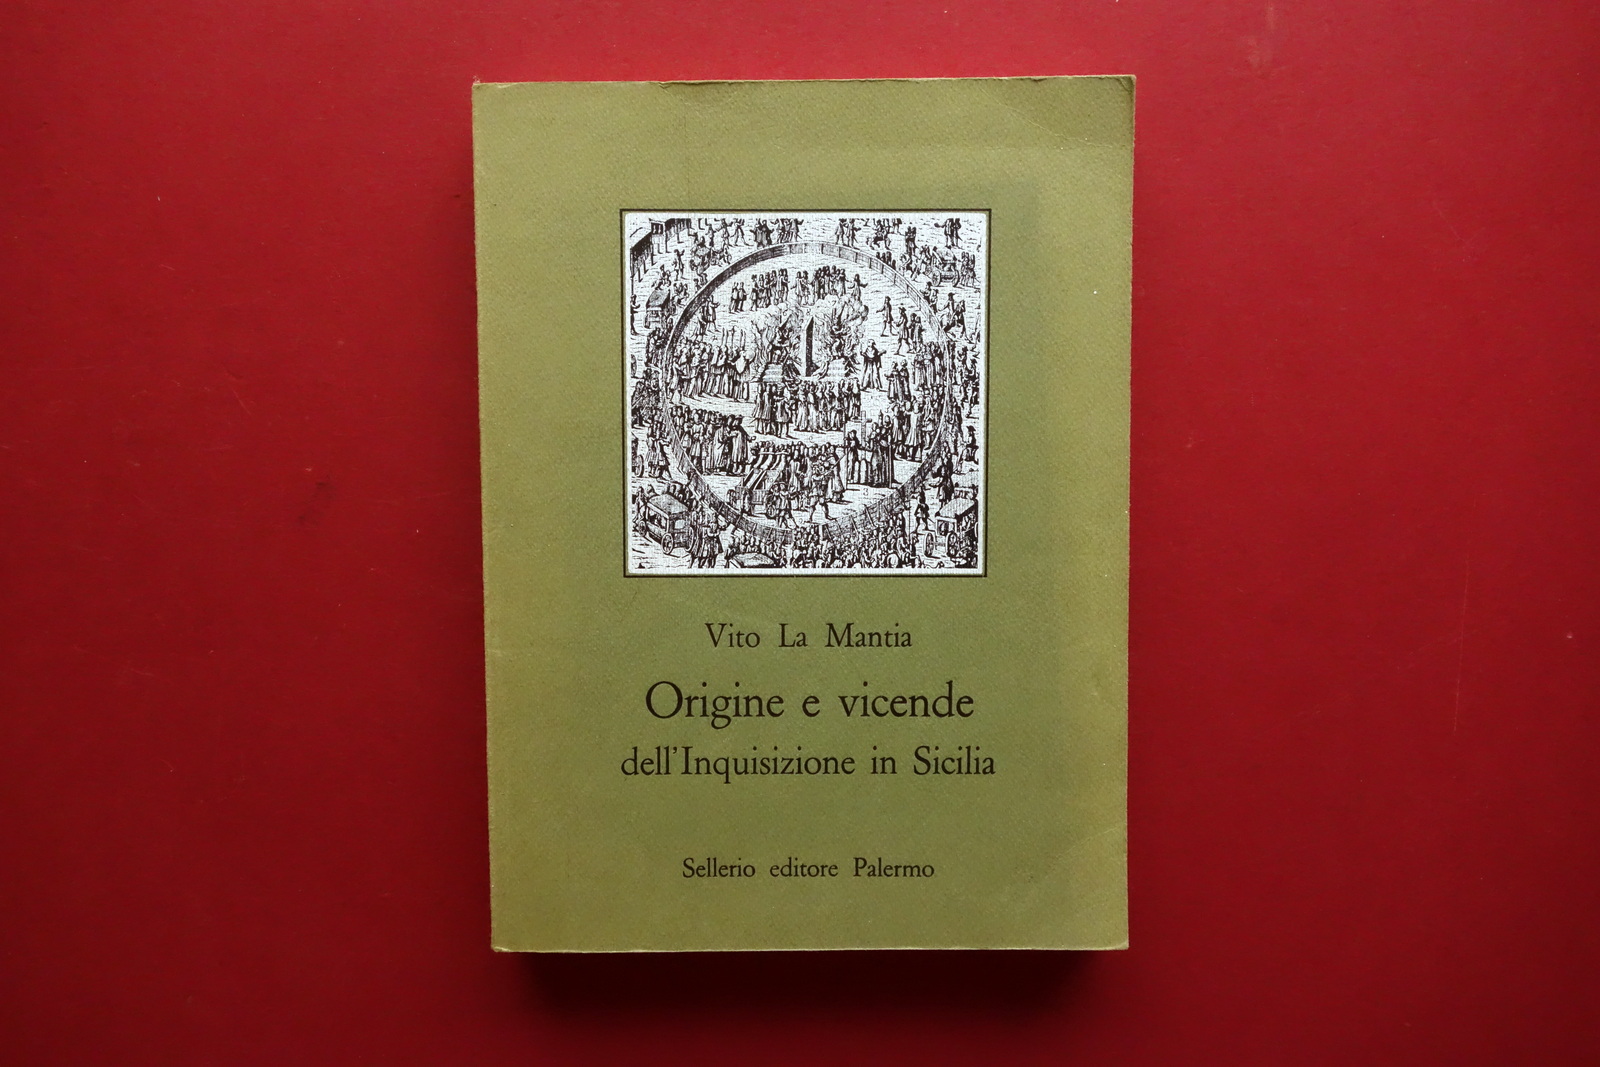 Vito La Mantia
Origine e vicende
dell'Inquisizione in Sicilia
Sellerio editore Palermo